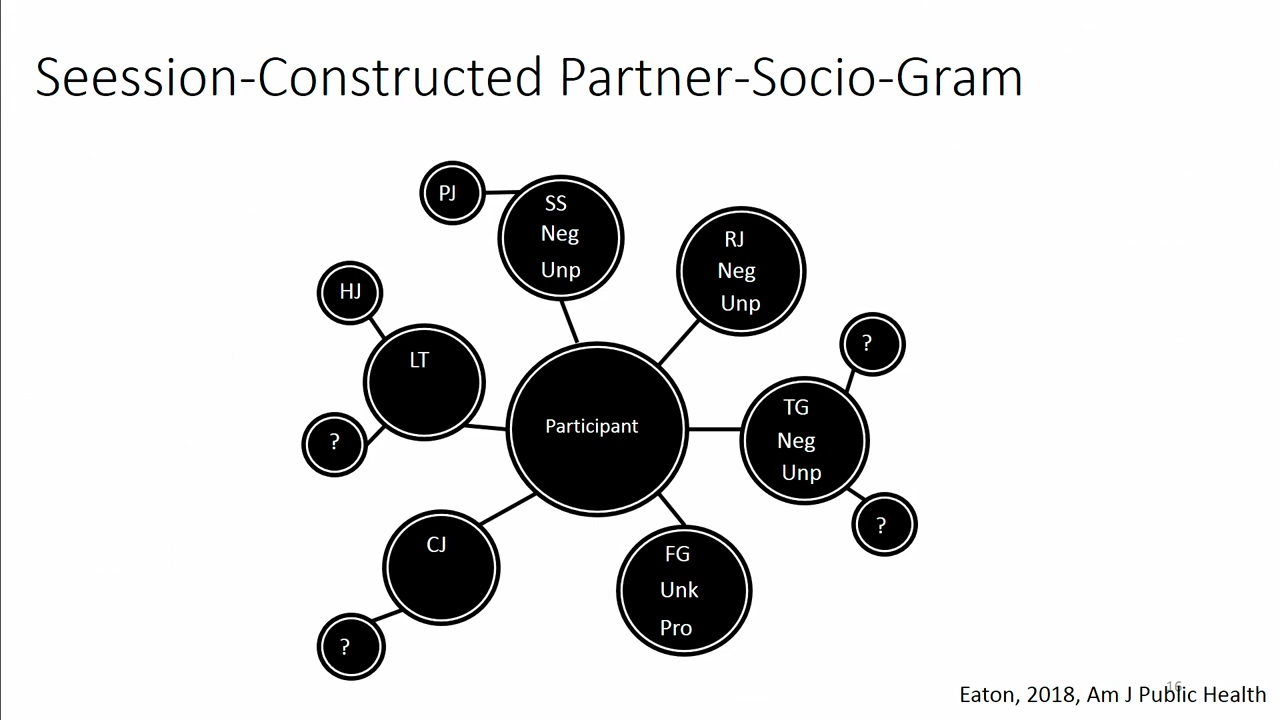 Seession-Constructed Partner-Socio-Gram
PJ
SS
Neg
Unp
RJ
Neg
Unp
HJ
LT
?
?
Participant
TG
Neg
Unp
?
CJ
?
FG
Unk
Pro
16
Eaton, 2018, Am J Public Health